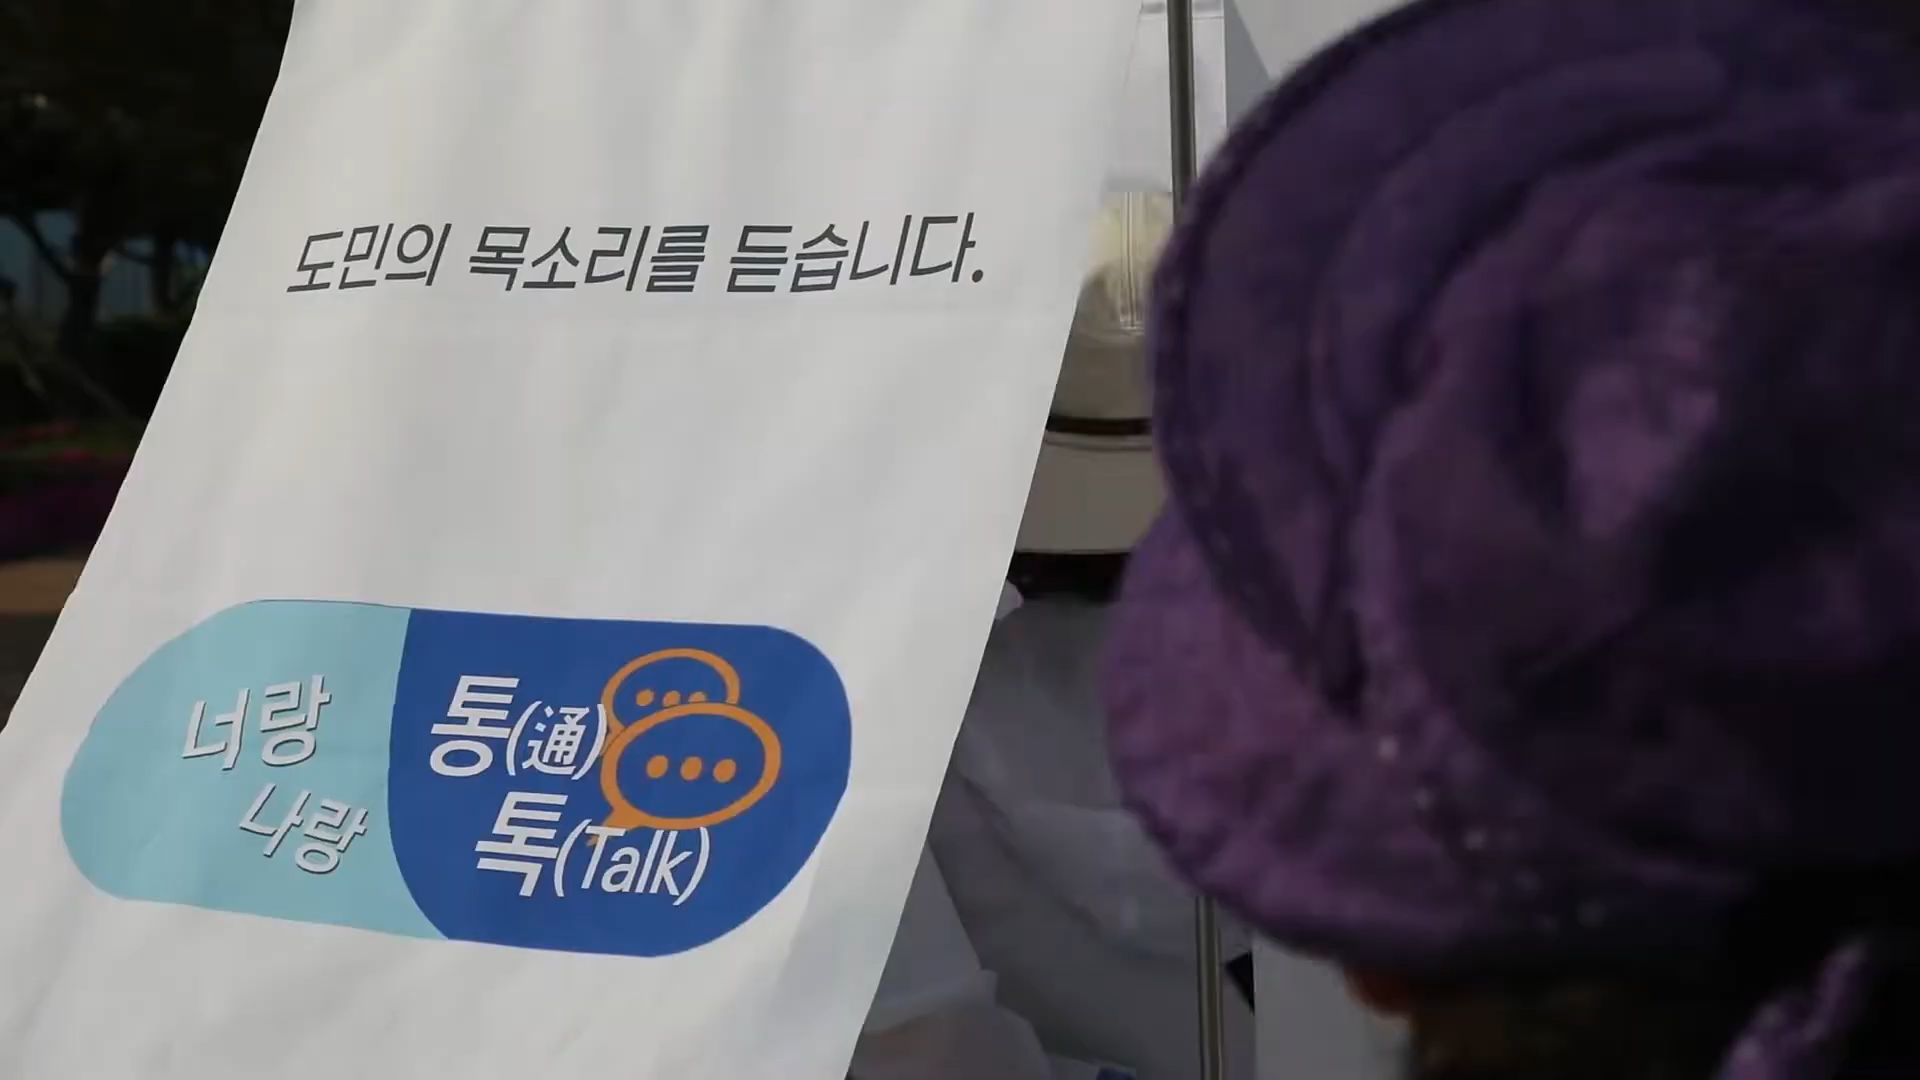 도민의 목소리를 듣습니다.
너랑
나랑
통(通)
톡(Talk)